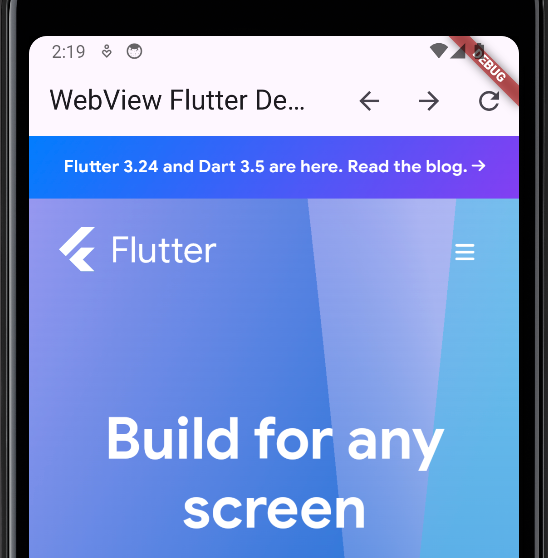 2:19
DEBUG
WebView Flutter De...
Flutter 3.24 and Dart 3.5 are here. Read the blog. →
Flutter
Build for any
screen